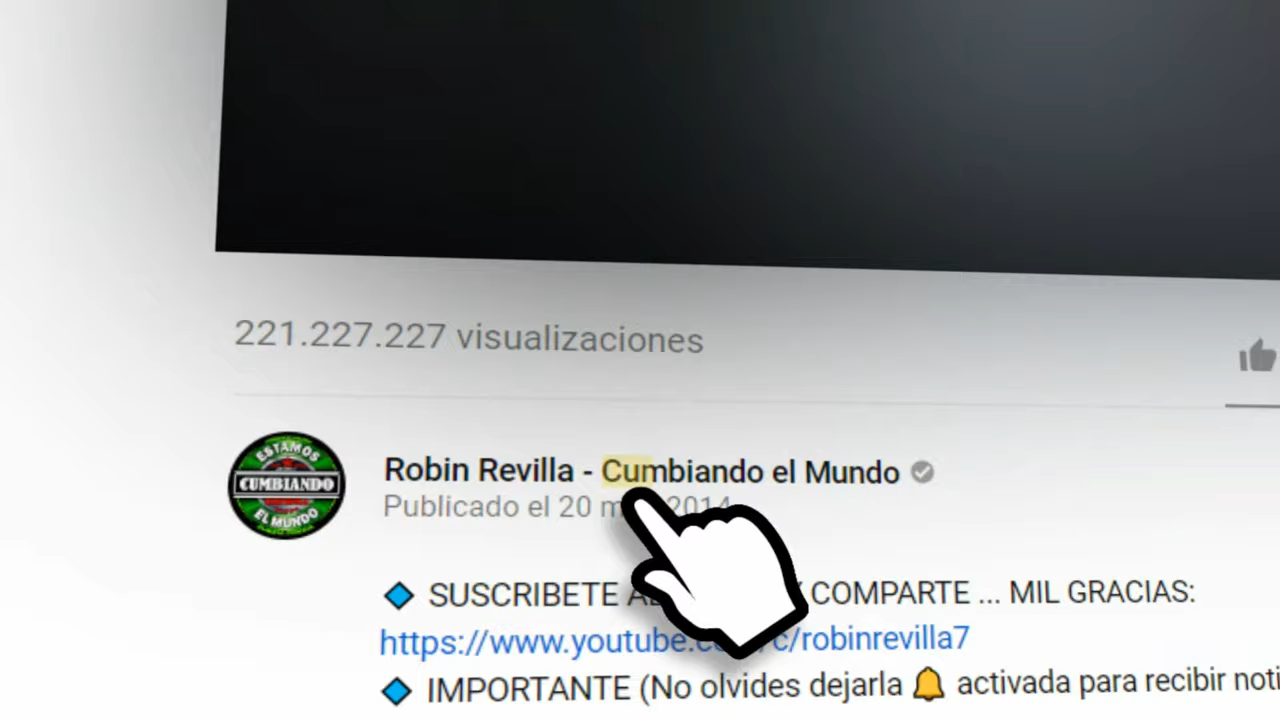 221.227.227 visualizaciones
ESTAMOS
CUMBIANDO
EL MUNDO
Robin Revilla - Cumbiando el Mundo
Publicado el 20 2014
SUSCRIBETE COMPARTE ... MIL GRACIAS:
https://www.youtube.c /c/robinrevilla7
IMPORTANTE (No olvides dejarla 🔔 activada para recibir noti